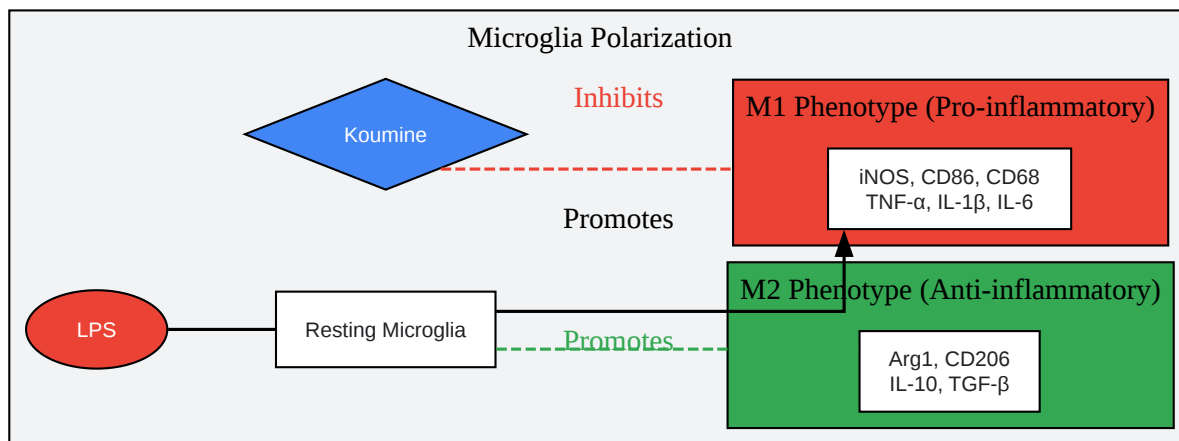 Microglia Polarization
Inhibits
M1 Phenotype (Pro-inflammatory)
Koumine
iNOS, CD86, CD68
TNF-α, IL-1β, IL-6
Promotes
M2 Phenotype (Anti-inflammatory)
LPS
Resting Microglia
Promotes
Arg1, CD206
IL-10, TGF-β